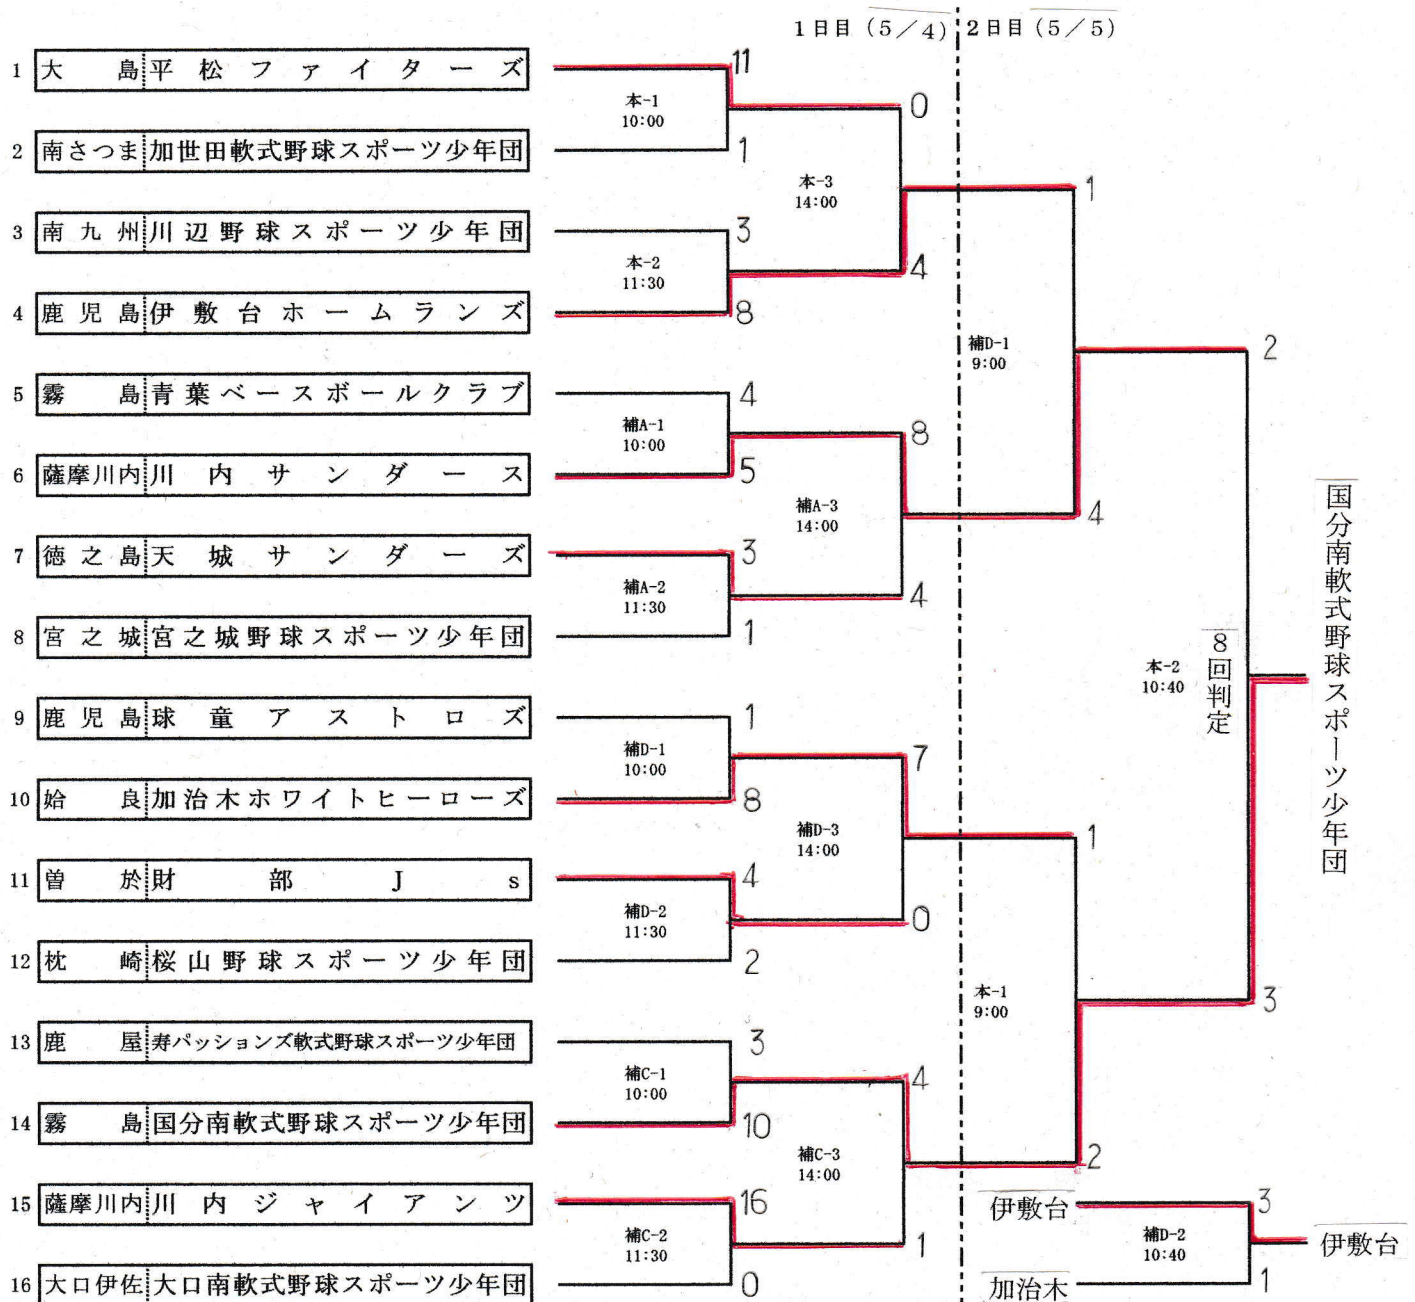 1日目（5／4） 2日目（5／5）
1 大島 平松ファイターズ 11
本-1 0
10:00
2 南さつま 加世田軟式野球スポーツ少年団 1
本-3 1
14:00
3 南九州 川辺野球スポーツ少年団 3
本-2 4
11:30
4 鹿児島 伊敷台ホームランズ 8
補D-1 2
9:00
5 霧島 青葉ベースボールクラブ 4
補A-1 8
10:00
6 薩摩川内 川内サンダース 5
補A-3 4
14:00
7 徳之島 天城サンダーズ 3
補A-2 4
11:30
8 宮之城 宮之城野球スポーツ少年団 1
本-2
10:40
8回判定
国分南軟式野球スポーツ少年団
9 鹿児島 球童アストロズ 1
補D-1 7
10:00
10 姶良 加治木ホワイトヒーローズ 8
補D-3 1
14:00
11 曽於 財部Js 4
補D-2 0
11:30
12 枕崎 桜山野球スポーツ少年団 2
本-1 3
9:00
13 鹿屋 寿パッションズ軟式野球スポーツ少年団 3
補C-1 4
10:00
14 霧島 国分南軟式野球スポーツ少年団 10
補C-3 2
14:00
15 薩摩川内 川内ジャイアンツ 16
補C-2 1
11:30
16 大口伊佐 大口南軟式野球スポーツ少年団 0
伊敷台 3
補D-2 伊敷台
10:40
加治木 1